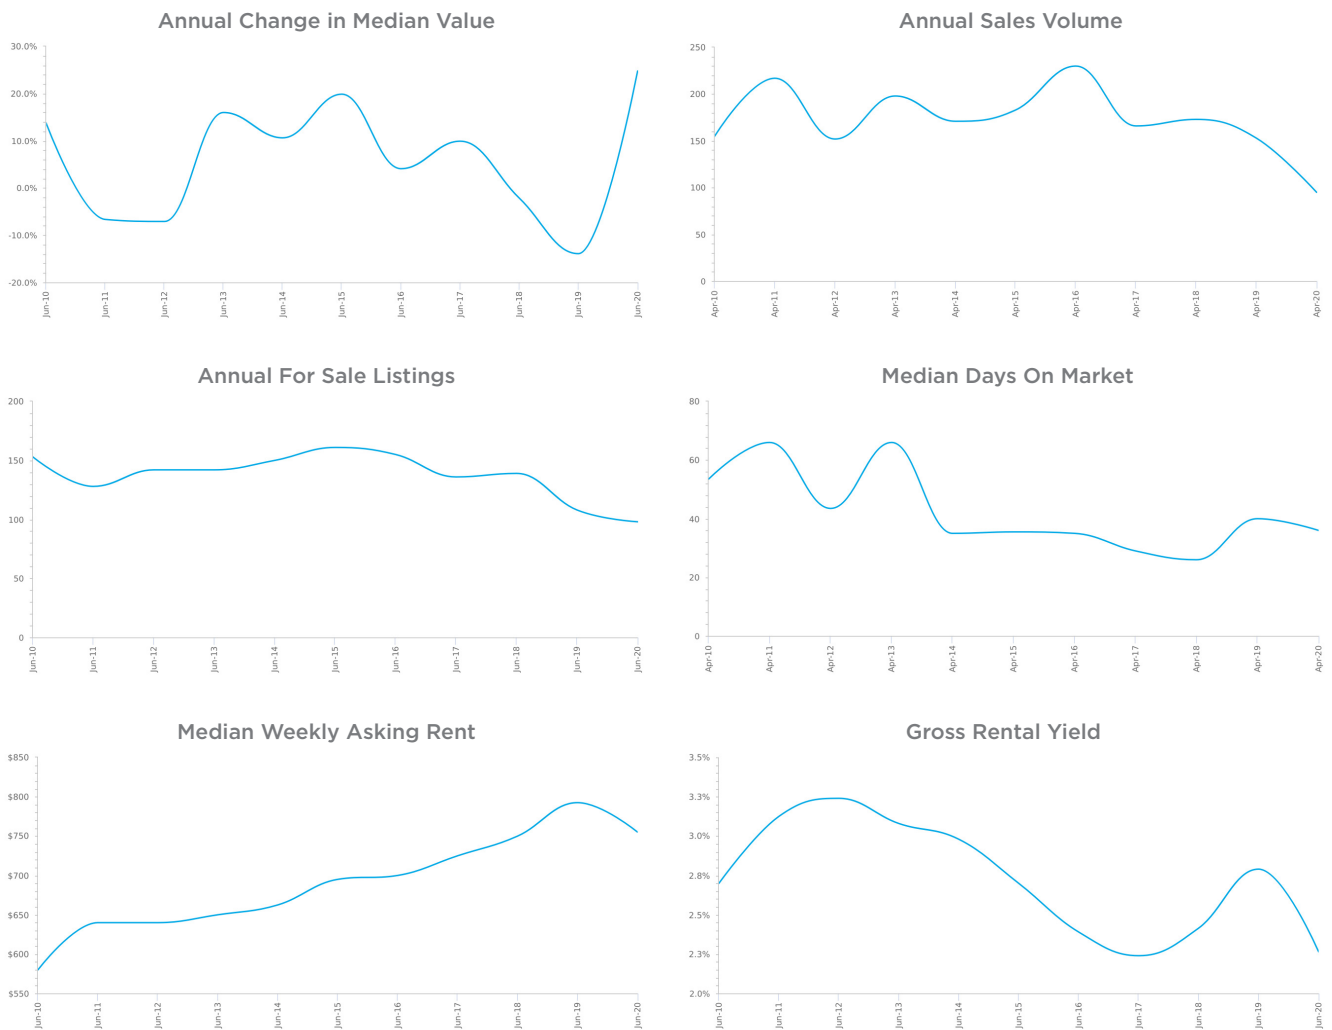 Annual Change in Median Value
30.0%
20.0%
10.0%
0.0%
-10.0%
-20.0%
Jun-10
Jun-11
Jun-12
Jun-13
Jun-14
Jun-15
Jun-16
Jun-17
Jun-18
Jun-19
Jun-20
Annual Sales Volume
250
200
150
100
50
0
Apr-10
Apr-11
Apr-12
Apr-13
Apr-14
Apr-15
Apr-16
Apr-17
Apr-18
Apr-19
Apr-20
Annual For Sale Listings
200
150
100
50
0
Jun-10
Jun-11
Jun-12
Jun-13
Jun-14
Jun-15
Jun-16
Jun-17
Jun-18
Jun-19
Jun-20
Median Days On Market
80
60
40
20
0
Apr-10
Apr-11
Apr-12
Apr-13
Apr-14
Apr-15
Apr-16
Apr-17
Apr-18
Apr-19
Apr-20
Median Weekly Asking Rent
$850
$800
$750
$700
$650
$600
$550
Jun-10
Jun-11
Jun-12
Jun-13
Jun-14
Jun-15
Jun-16
Jun-17
Jun-18
Jun-19
Jun-20
Gross Rental Yield
3.5%
3.3%
3.0%
2.8%
2.5%
2.3%
2.0%
Jun-10
Jun-11
Jun-12
Jun-13
Jun-14
Jun-15
Jun-16
Jun-17
Jun-18
Jun-19
Jun-20